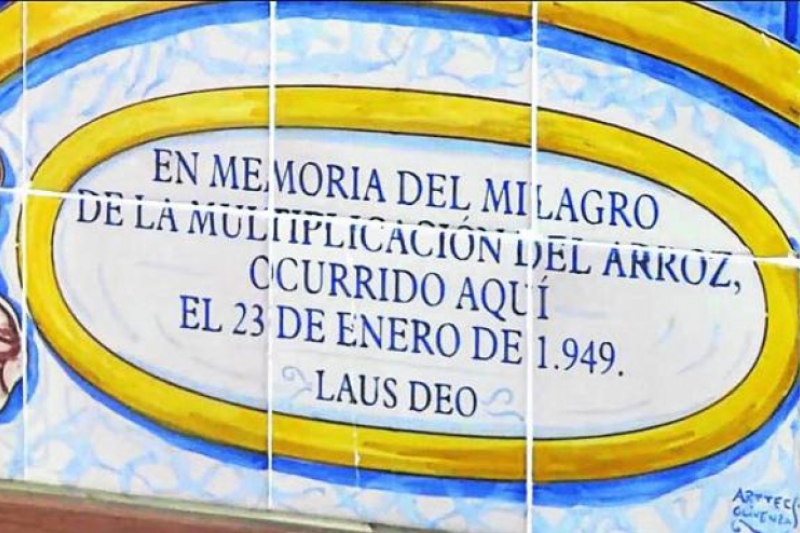 EN MEMORIA DEL MILAGRO
DE LA MULTIPLICACIÓN DEL ARROZ,
OCURRIDO AQUÍ
EL 23 DE ENERO DE 1.949.
LAUS DEO